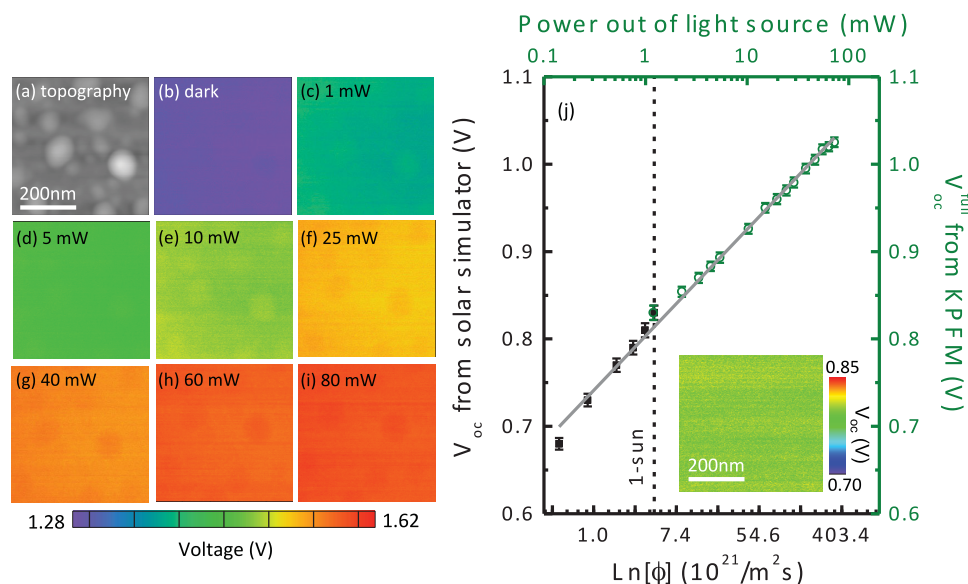 (a) topography
200nm
(b) dark
(c) 1 mW
(d) 5 mW
(e) 10 mW
(f) 25 mW
(g) 40 mW
(h) 60 mW
(i) 80 mW
1.28
1.62
Voltage (V)
Power out of light source (mW)
0.1 1 10 100
(j)
V_oc from solar simulator (V)
1.1
1.0
0.9
0.8
0.7
0.6
V_oc^full from KPFM (V)
1.1
1.0
0.9
0.8
0.7
0.6
1-sun
200nm
0.85
V_oc (V)
0.70
1.0 7.4 54.6 403.4
Ln[ϕ] (10^21/m^2s)